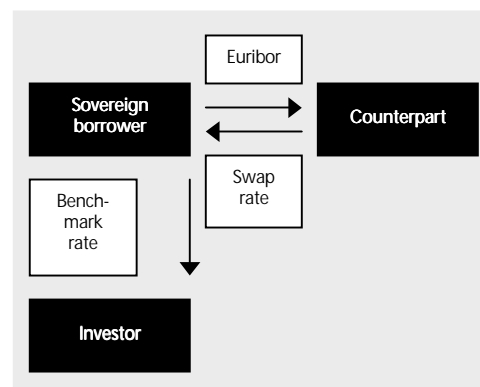 Euribor
Sovereign
borrower
Counterpart
Swap
rate
Bench-
mark
rate
Investor